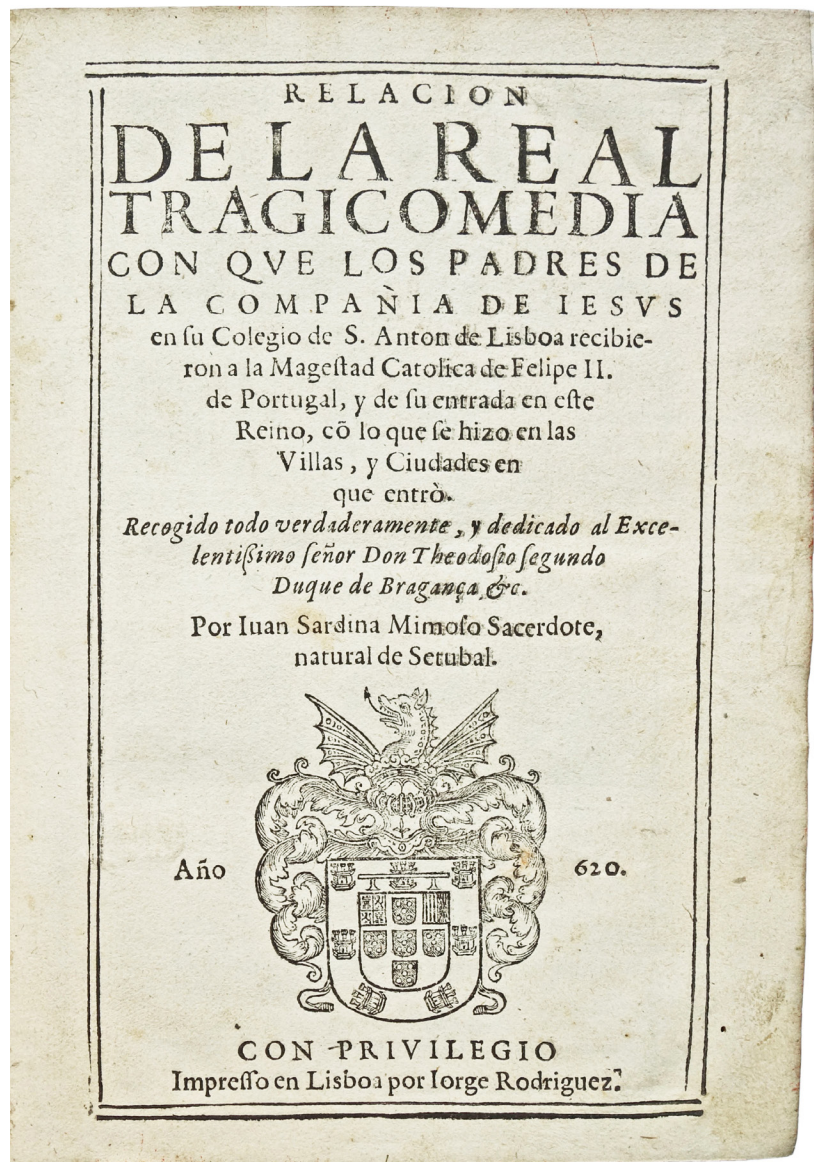 RELACION
DE LA REAL
TRAGICOMEDIA
CON QVE LOS PADRES DE
LA COMPAÑIA DE IESVS
en ſu Colegio de S. Anton de Lisboa recibie-
ron a la Mageſtad Catolica de Felipe II.
de Portugal, y de ſu entrada en eſte
Reino, cõ lo que ſe hizo en las
Villas, y Ciudades en
que entrò.
Recogido todo verdaderamente, y dedicado al Exce-
lentißimo ſeñor Don Theodoſio ſegundo
Duque de Bragança, &c.
Por Iuan Sardina Mimoſo Sacerdote,
natural de Setubal.
Año 620.
CON PRIVILEGIO
Impreſſo en Lisboa por Iorge Rodriguez.